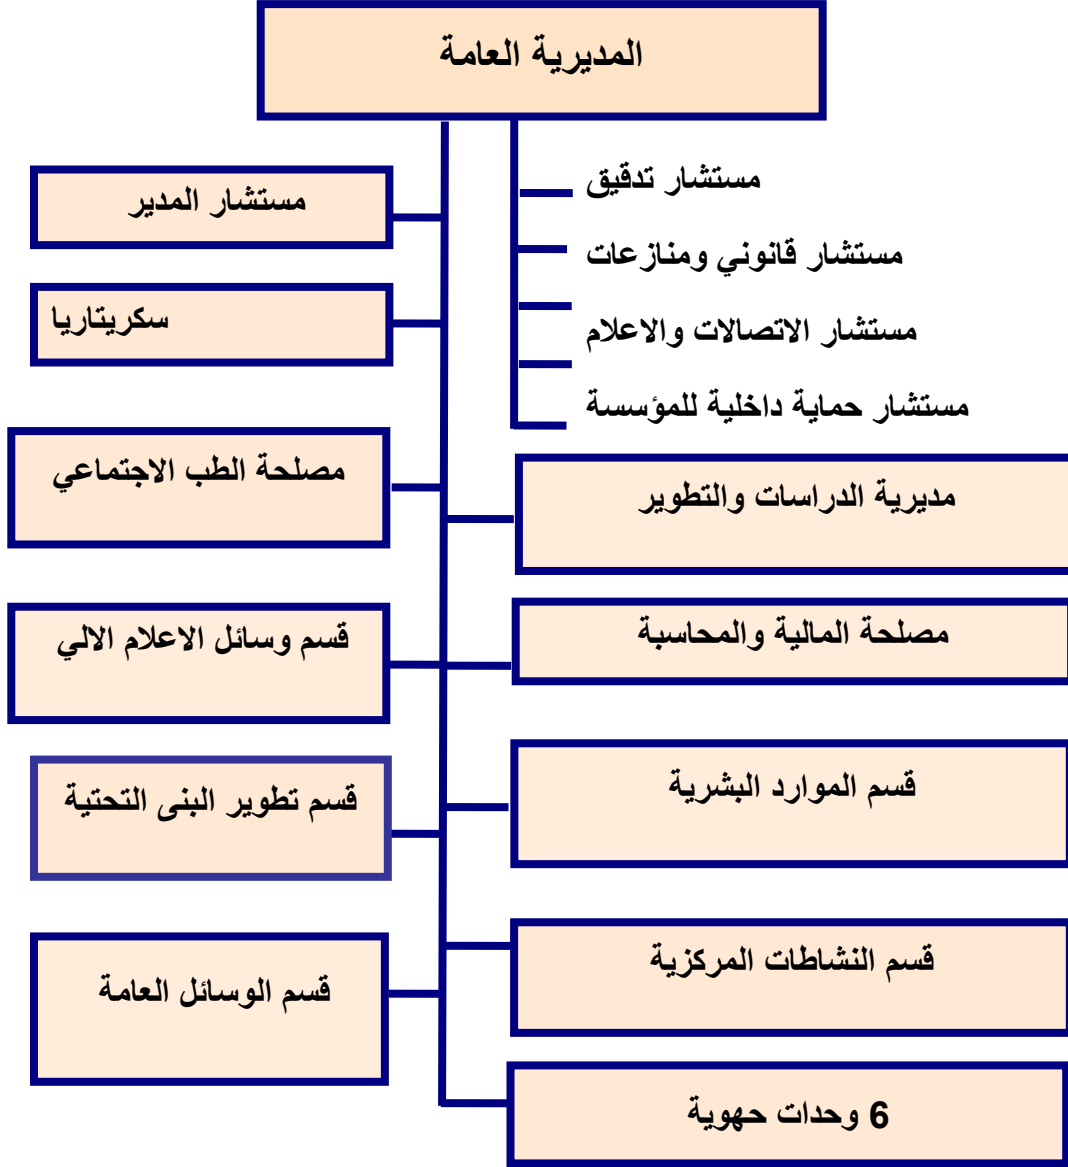 المديرية العامة
مستشار تدقيق
مستشار المدير
مستشار قانوني ومنازعات
سكريتاريا
مستشار الاتصالات والاعلام
مستشار حماية داخلية للمؤسسة
مصلحة الطب الاجتماعي
مديرية الدراسات والتطوير
مصلحة المالية والمحاسبة
قسم وسائل الاعلام الالي
قسم الموارد البشرية
قسم تطوير البنى التحتية
قسم النشاطات المركزية
قسم الوسائل العامة
6 وحدات حهوية